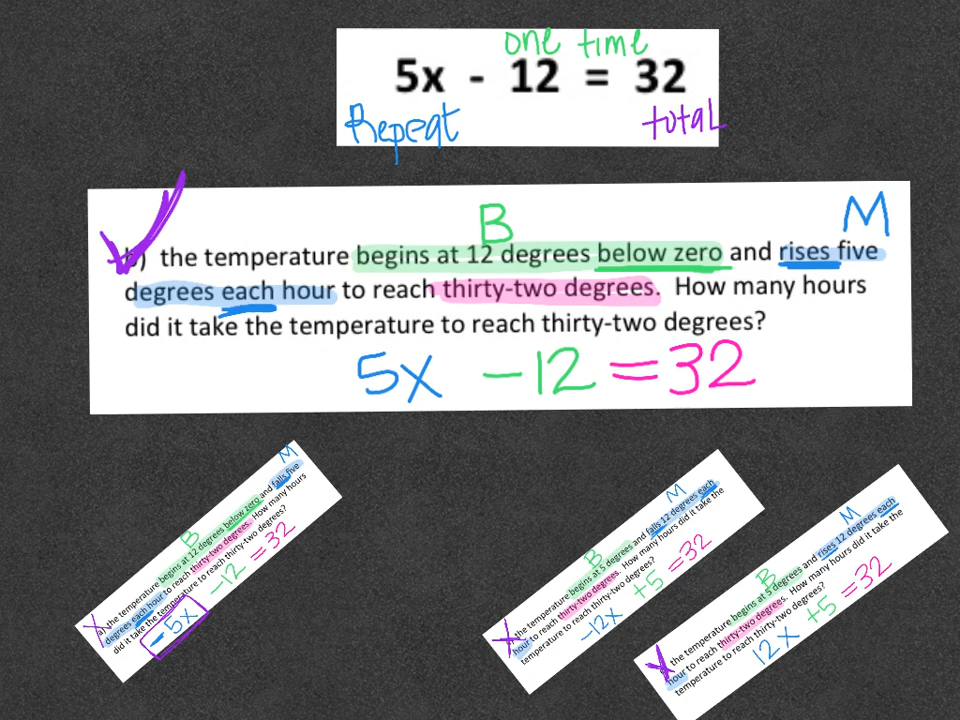 one time
5x - 12 = 32
Repeat total
B M
b) the temperature begins at 12 degrees below zero and rises five
degrees each hour to reach thirty-two degrees. How many hours
did it take the temperature to reach thirty-two degrees?
5x -12 = 32
M
B
a) the temperature begins at 12 degrees below zero and falls five
degrees each hour to reach thirty-two degrees. How many hours
did it take the temperature to reach thirty-two degrees?
-5x -12 = 32
M
B
the temperature begins at 5 degrees and falls 12 degrees each
hour to reach thirty-two degrees. How many hours did it take the
temperature to reach thirty-two degrees?
-12x +5 = 32
M
B
the temperature begins at 5 degrees and rises 12 degrees each
hour to reach thirty-two degrees. How many hours did it take the
temperature to reach thirty-two degrees?
12x +5 = 32